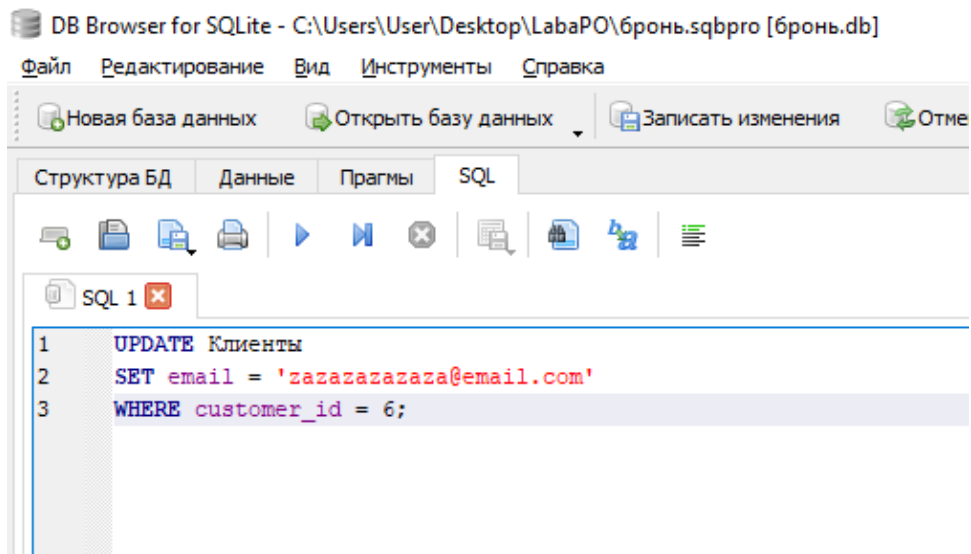 DB Browser for SQLite - C:\Users\User\Desktop\LabaPO\бронь.sqbpro [бронь.db]
Файл Редактирование Вид Инструменты Справка
Новая база данных Открыть базу данных Записать изменения Отме
Структура БД Данные Прагмы SQL
SQL 1
1 UPDATE Клиенты
2 SET email = 'zazazazazaza@email.com'
3 WHERE customer_id = 6;